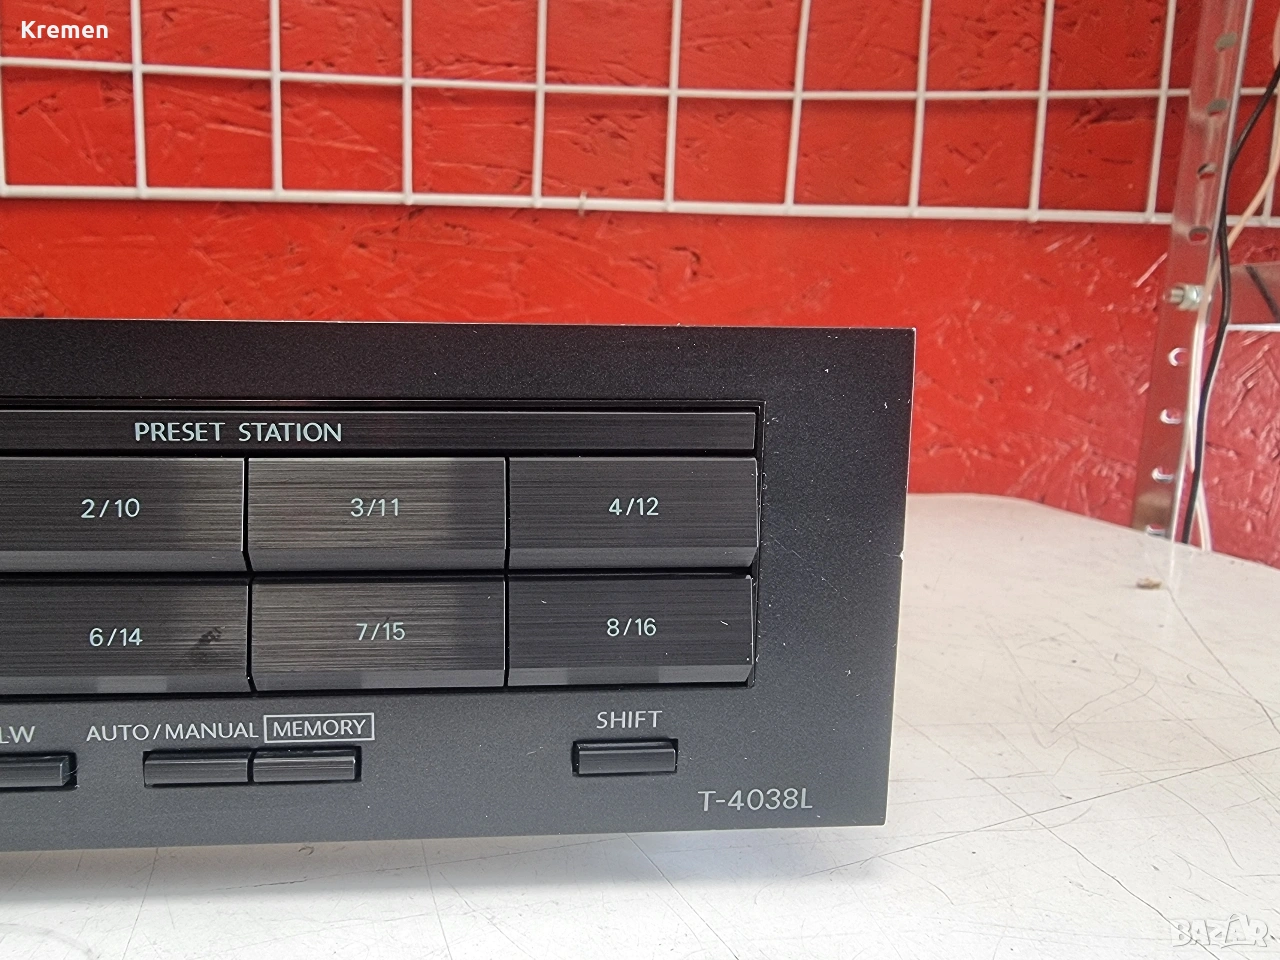 Kremen
PRESET STATION
2/10 3/11 4/12
6/14 7/15 8/16
LW AUTO/MANUAL MEMORY SHIFT
T-4038L
BAZAR